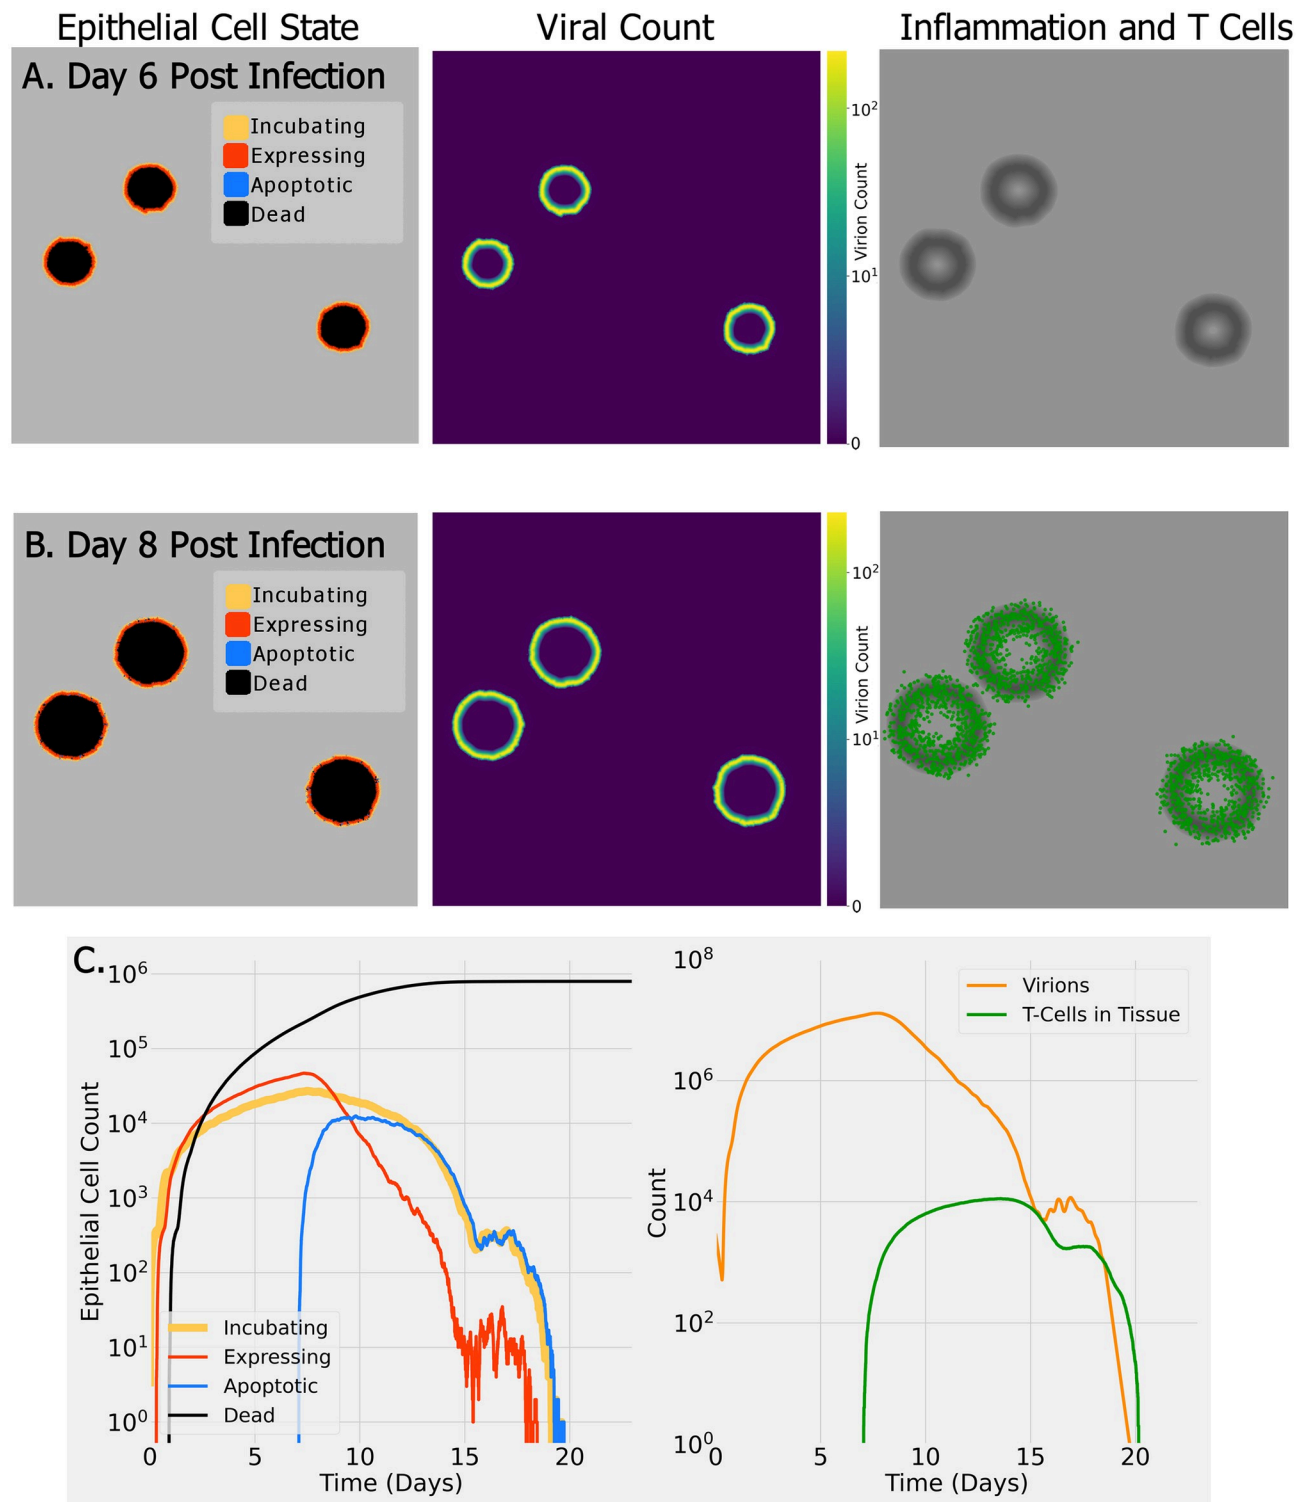 Epithelial Cell State
Viral Count
Inflammation and T Cells
A. Day 6 Post Infection
Incubating
Expressing
Apoptotic
Dead
10²
10¹
0
Virion Count
B. Day 8 Post Infection
Incubating
Expressing
Apoptotic
Dead
10²
10¹
0
Virion Count
C.
10⁶
10⁵
10⁴
10³
10²
10¹
10⁰
Epithelial Cell Count
Incubating
Expressing
Apoptotic
Dead
0 5 10 15 20
Time (Days)
10⁸
10⁶
10⁴
10²
10⁰
Count
Virions
T-Cells in Tissue
0 5 10 15 20
Time (Days)